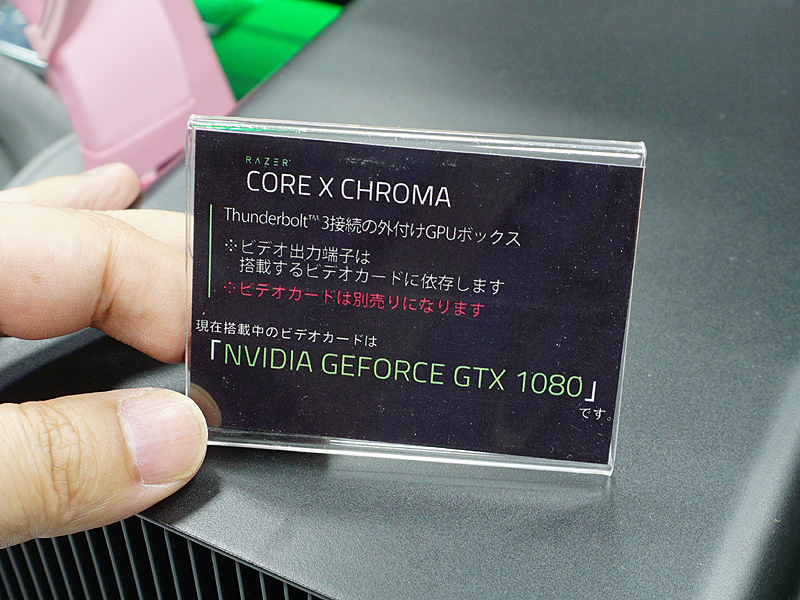 RAZER™
CORE X CHROMA
Thunderbolt™ 3接続の外付けGPUボックス
※ビデオ出力端子は
搭載するビデオカードに依存します
※ビデオカードは別売りになります
現在搭載中のビデオカードは
「NVIDIA GEFORCE GTX 1080」
です。